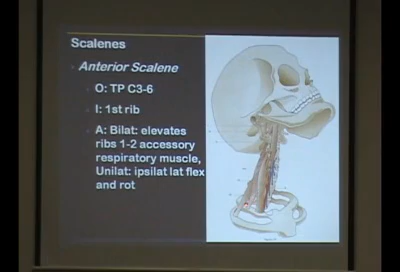 Scalenes
Anterior Scalene
O: TP C3-6
I: 1st rib
A: Bilat: elevates
ribs 1-2 accessory
respiratory muscle,
Unilat: ipsilat lat flex
and rot